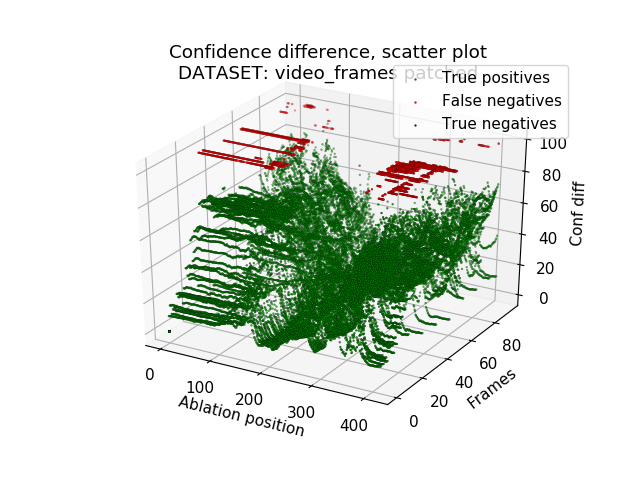 Confidence difference, scatter plot
DATASET: video_frames patched
True positives
False negatives
True negatives
100
80
60
40
20
0
Conf diff
0
100
200
300
400
Ablation position
0
20
40
60
80
Frames